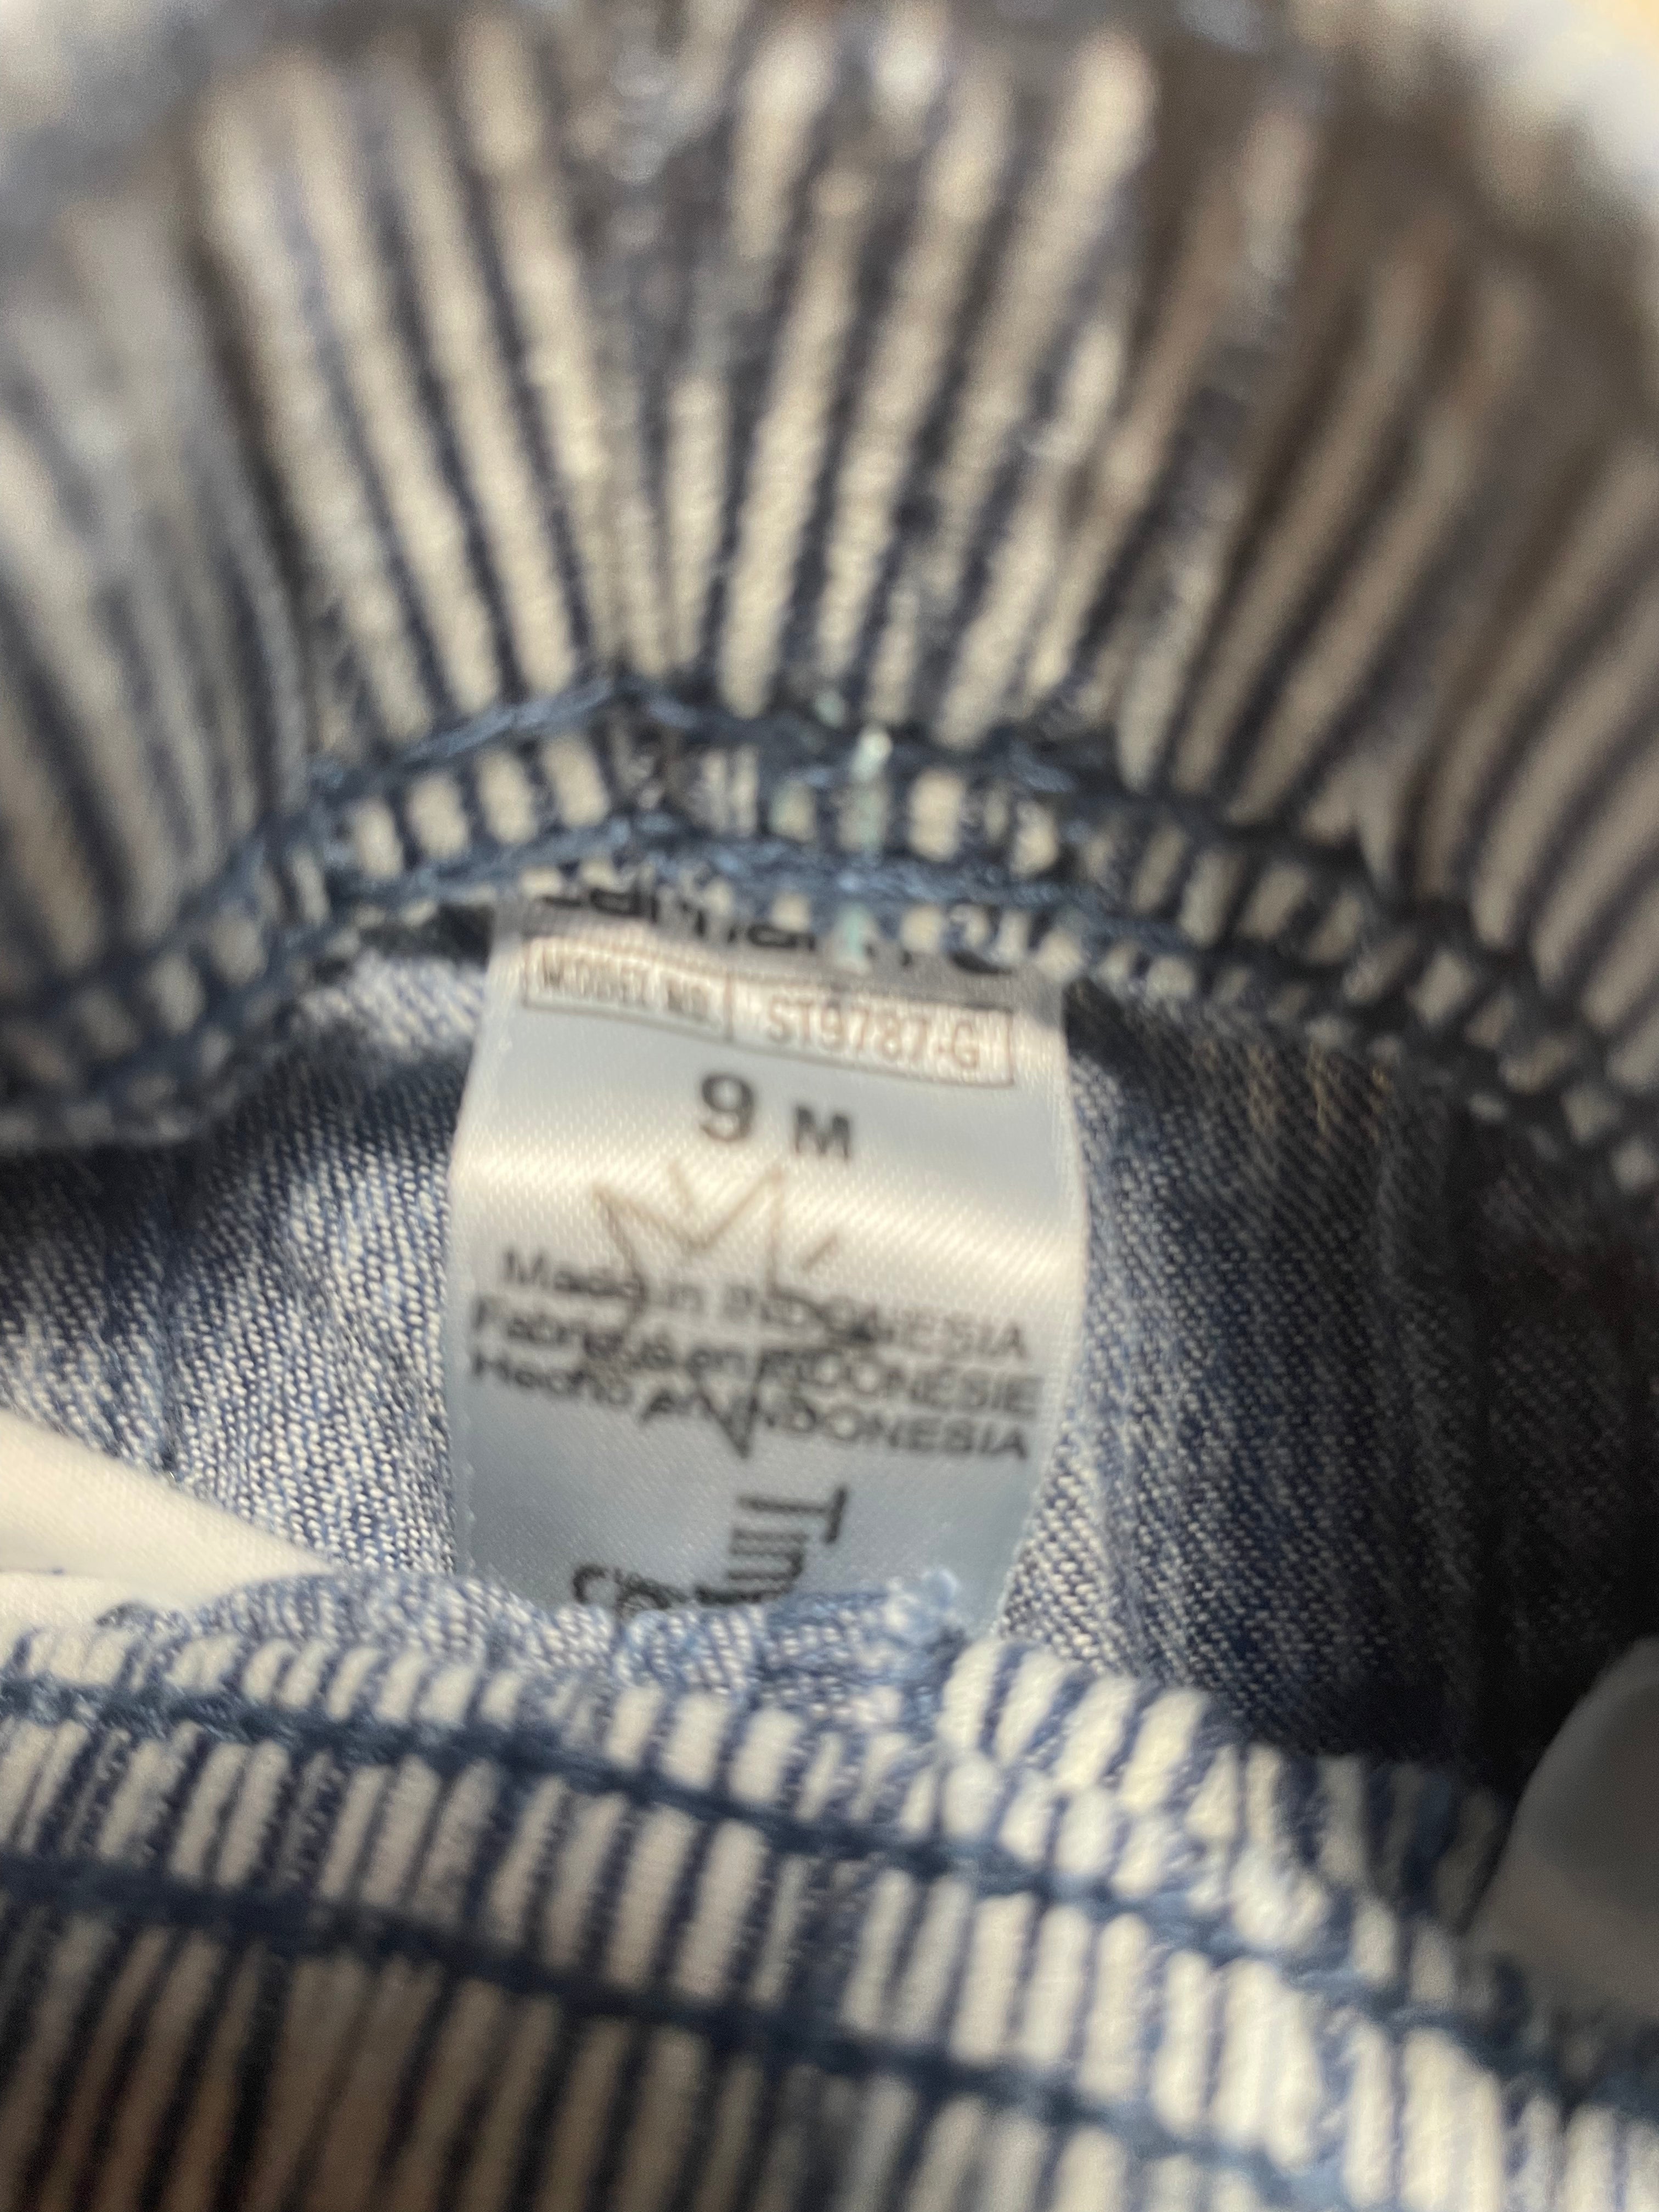 MODEL NO ST9787-G
9 M
Made in INDONESIA
Fabriqué en INDONÉSIE
Hecho en INDONESIA